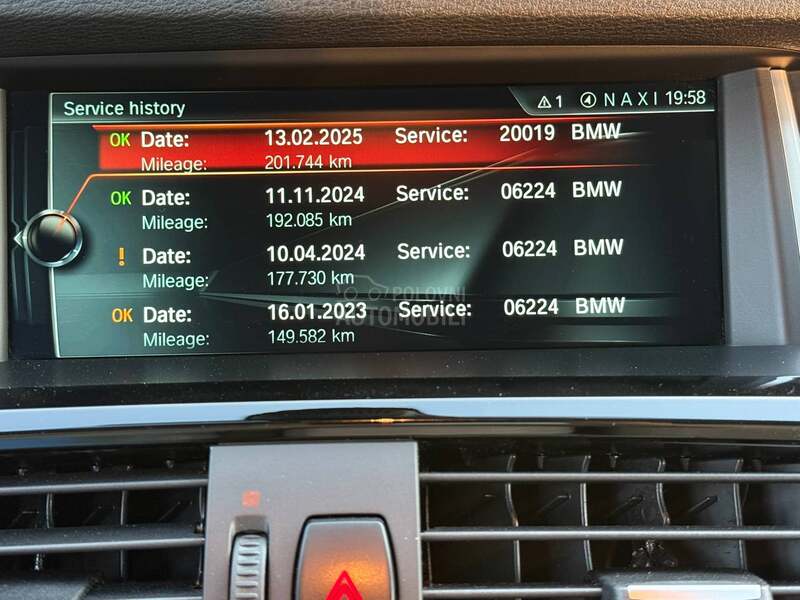 Service history
1 NAXI 19:58
OK Date: 13.02.2025 Service: 20019 BMW
Mileage: 201.744 km
OK Date: 11.11.2024 Service: 06224 BMW
Mileage: 192.085 km
! Date: 10.04.2024 Service: 06224 BMW
Mileage: 177.730 km
POLOVNI
AUTOMOBILI
OK Date: 16.01.2023 Service: 06224 BMW
Mileage: 149.582 km